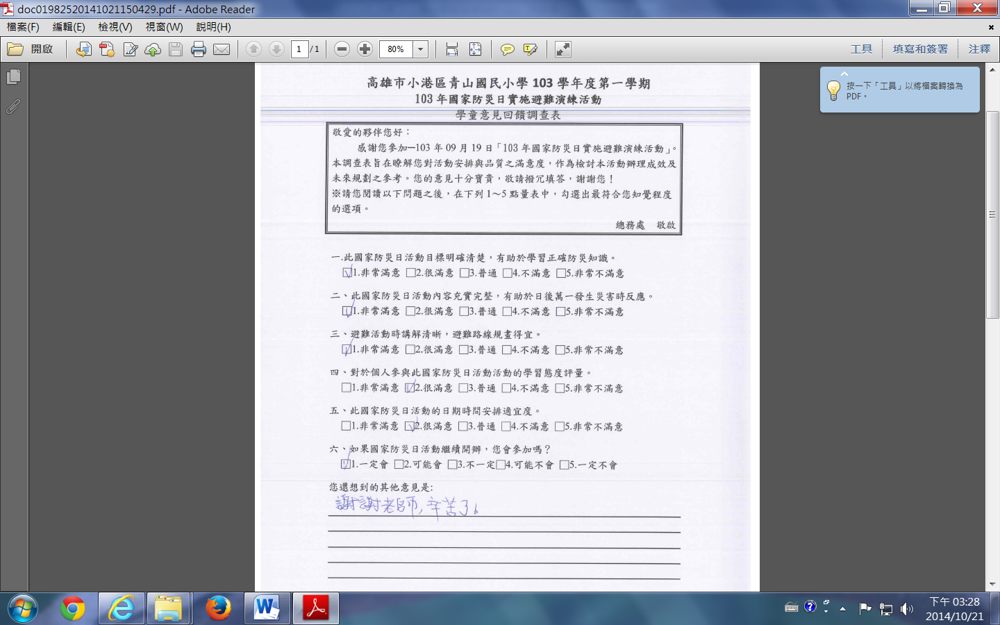 doc01982520141021150429.pdf - Adobe Reader
檔案(F) 編輯(E) 檢視(V) 視窗(W) 說明(H)
開啟 1 / 1 80% 工具 填寫和簽署 註釋
按一下「工具」以將檔案轉換為
PDF。
高雄市小港區青山國民小學 103 學年度第一學期
103 年國家防災日實施避難演練活動
學童意見回饋調查表
敬愛的夥伴您好：
感謝您參加─103 年 09 月 19 日「103 年國家防災日實施避難演練活動」。
本調查表旨在瞭解您對活動安排與品質之滿意度，作為檢討本活動辦理成效及
未來規劃之參考。您的意見十分寶貴，敬請撥冗填答，謝謝您！
※請您閱讀以下問題之後，在下列 1～5 點量表中，勾選出最符合您知覺程度
的選項。
總務處 敬啟
一.此國家防災日活動目標明確清楚，有助於學習正確防災知識。
☑1.非常滿意 □2.很滿意 □3.普通 □4.不滿意 □5.非常不滿意
二、此國家防災日活動內容充實完整，有助於日後萬一發生災害時反應。
☑1.非常滿意 □2.很滿意 □3.普通 □4.不滿意 □5.非常不滿意
三、避難活動時講解清晰，避難路線規畫得宜。
☑1.非常滿意 □2.很滿意 □3.普通 □4.不滿意 □5.非常不滿意
四、對於個人參與此國家防災日活動活動的學習態度評量。
□1.非常滿意 ☑2.很滿意 □3.普通 □4.不滿意 □5.非常不滿意
五、此國家防災日活動的日期時間安排適宜度。
□1.非常滿意 ☑2.很滿意 □3.普通 □4.不滿意 □5.非常不滿意
六、如果國家防災日活動繼續開辦，您會參加嗎？
☑1.一定會 □2.可能會 □3.不一定□4.可能不會 □5.一定不會
您還想到的其他意見是:
謝謝老師，辛苦了。
下午 03:28
2014/10/21